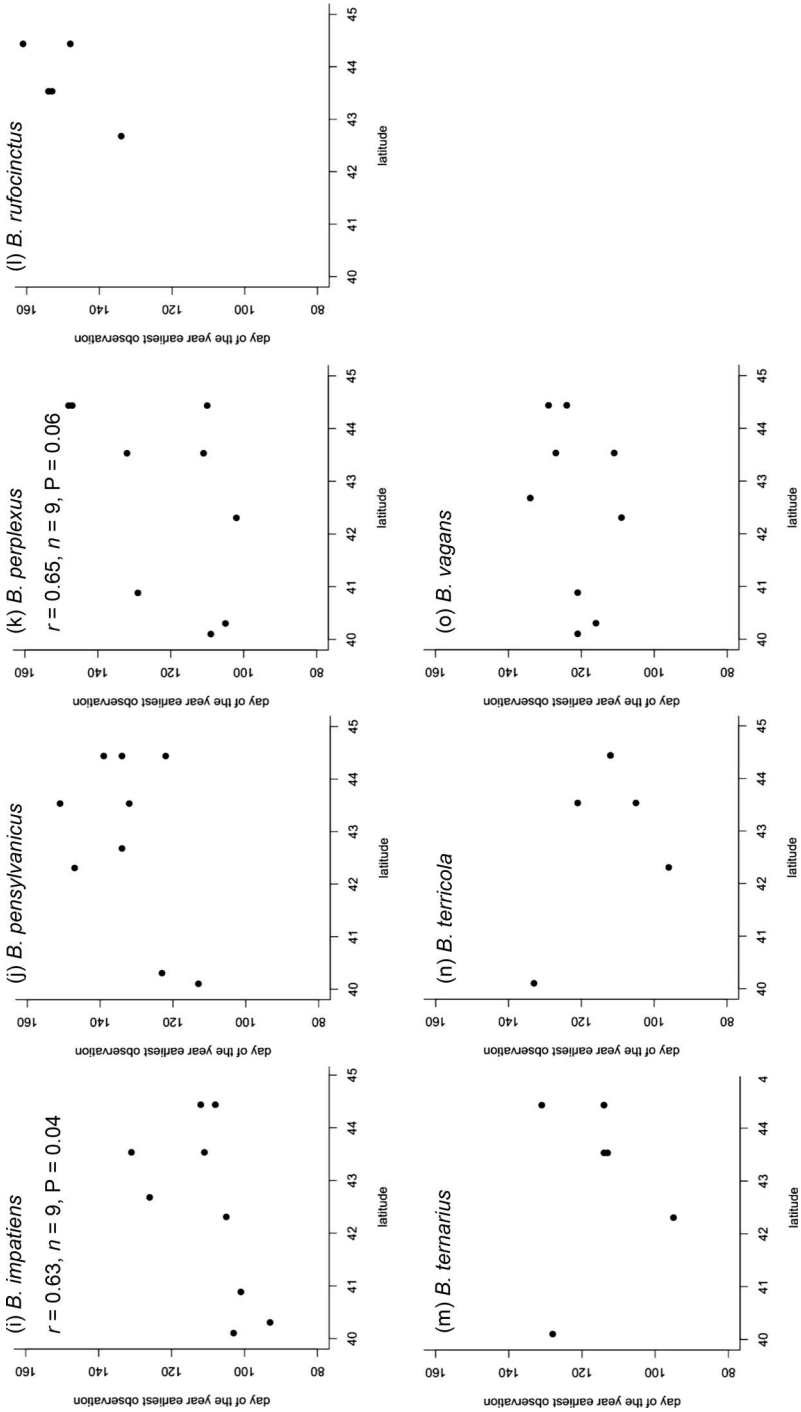 (i) B. impatiens
r = 0.63, n = 9, P = 0.04
day of the year earliest observation
160
140
120
100
80
40 41 42 43 44 45
latitude
(j) B. pensylvanicus
day of the year earliest observation
160
140
120
100
80
40 41 42 43 44 45
latitude
(k) B. perplexus
r = 0.65, n = 9, P = 0.06
day of the year earliest observation
160
140
120
100
80
40 41 42 43 44 45
latitude
(l) B. rufocinctus
day of the year earliest observation
160
140
120
100
80
40 41 42 43 44 45
latitude
(m) B. ternarius
day of the year earliest observation
160
140
120
100
80
40 41 42 43 44 4
latitude
(n) B. terricola
day of the year earliest observation
160
140
120
100
80
40 41 42 43 44 45
latitude
(o) B. vagans
day of the year earliest observation
160
140
120
100
80
40 41 42 43 44 45
latitude